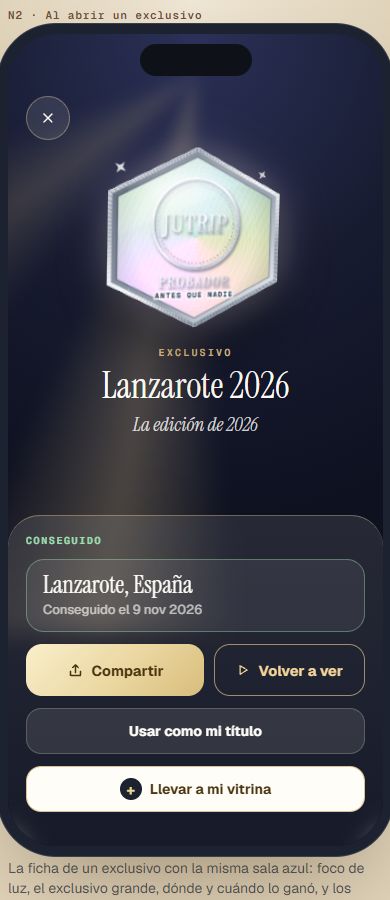 N2 · Al abrir un exclusivo
JUTRIP
PROBADOR
ANTES QUE NADIE
EXCLUSIVO
Lanzarote 2026
La edición de 2026
CONSEGUIDO
Lanzarote, España
Conseguido el 9 nov 2026
Compartir
Volver a ver
Usar como mi título
Llevar a mi vitrina
La ficha de un exclusivo con la misma sala azul: foco de
luz, el exclusivo grande, dónde y cuándo lo ganó, y los